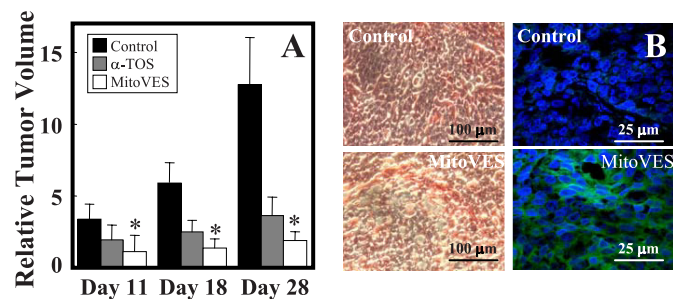 A
Relative Tumor Volume
15
10
5
0
Control
α-TOS
MitoVES
*
*
*
Day 11 Day 18 Day 28
Control
100 μm
Control
B
25 μm
MitoVES
100 μm
MitoVES
25 μm